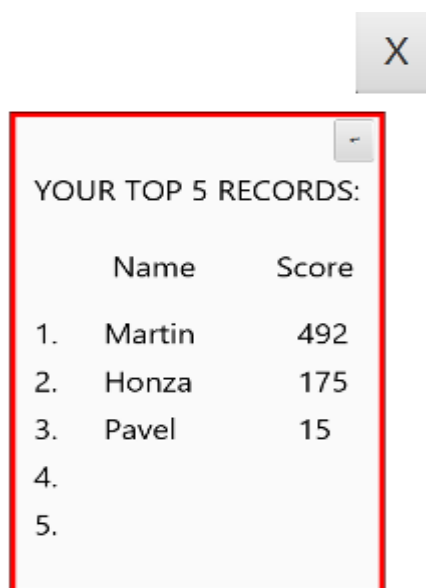 X
YOUR TOP 5 RECORDS:
Name Score
1. Martin 492
2. Honza 175
3. Pavel 15
4.
5.